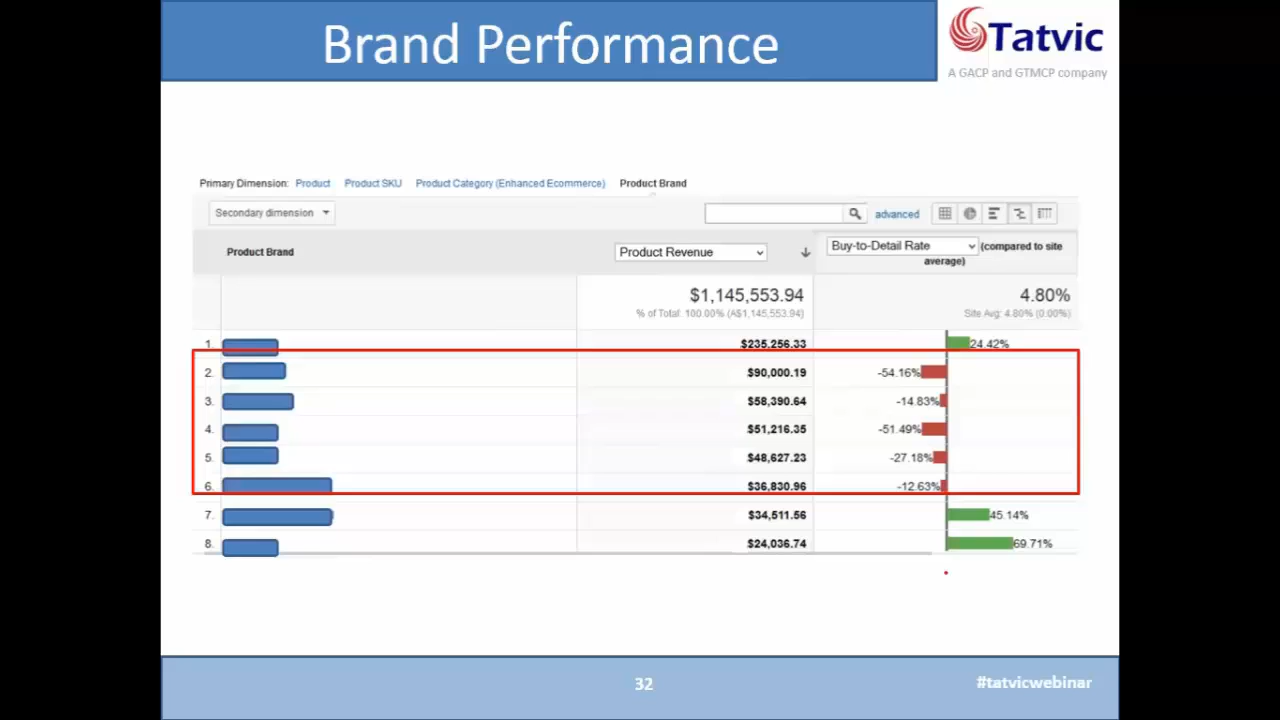 Brand Performance
Tatvic
A GACP and GTMCP company
Primary Dimension: Product Product SKU Product Category (Enhanced Ecommerce) Product Brand
Secondary dimension advanced
Product Brand Product Revenue Buy-to-Detail Rate (compared to site average)
$1,145,553.94 4.80%
% of Total: 100.00% (A$1,145,553.94) Site Avg: 4.80% (0.00%)
1. $235,256.33 24.42%
2. $90,000.19 -54.16%
3. $58,390.64 -14.83%
4. $51,216.35 -51.49%
5. $48,627.23 -27.18%
6. $36,830.96 -12.63%
7. $34,511.56 45.14%
8. $24,036.74 69.71%
32
#tatvicwebinar